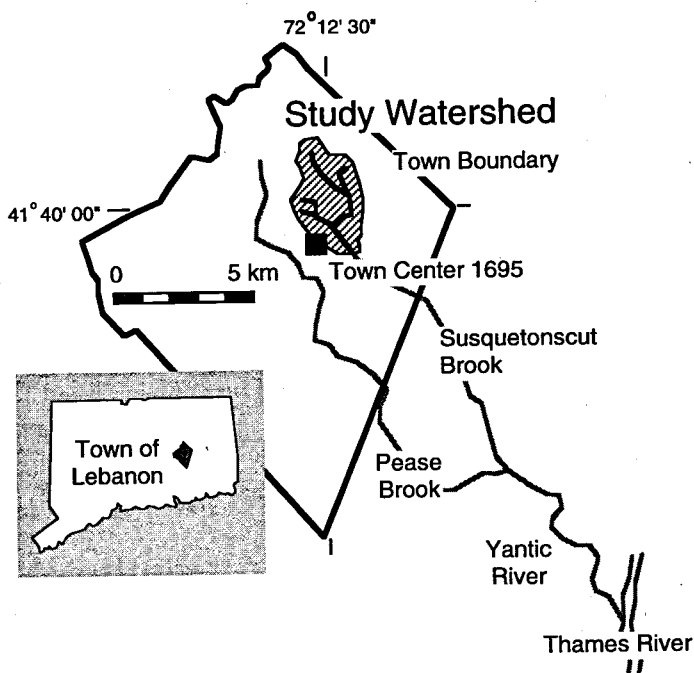 72° 12' 30"
Study Watershed
Town Boundary
41° 40' 00"
0 5 km
Town Center 1695
Susquetonscut
Brook
Town of
Lebanon
Pease
Brook
Yantic
River
Thames River